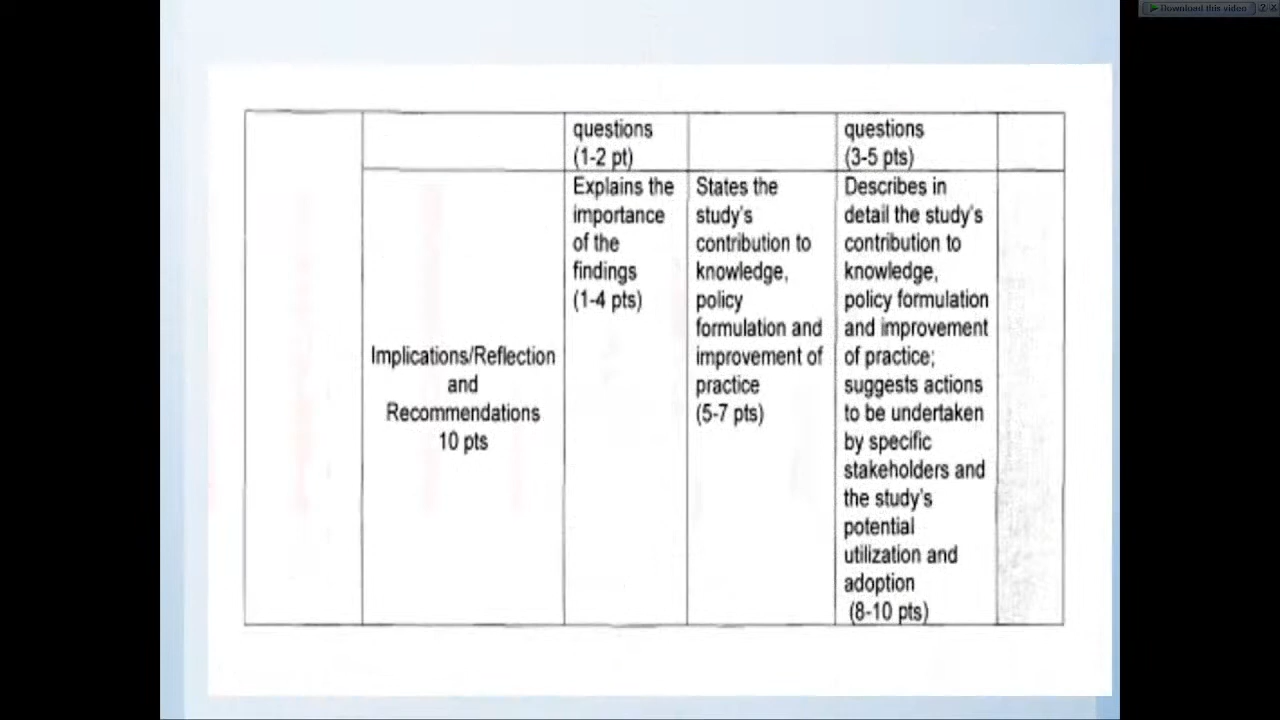 Download this video
questions
(1-2 pt)
questions
(3-5 pts)
Implications/Reflection
and
Recommendations
10 pts
Explains the
importance
of the
findings
(1-4 pts)
States the
study's
contribution to
knowledge,
policy
formulation and
improvement of
practice
(5-7 pts)
Describes in
detail the study's
contribution to
knowledge,
policy formulation
and improvement
of practice;
suggests actions
to be undertaken
by specific
stakeholders and
the study's
potential
utilization and
adoption
(8-10 pts)